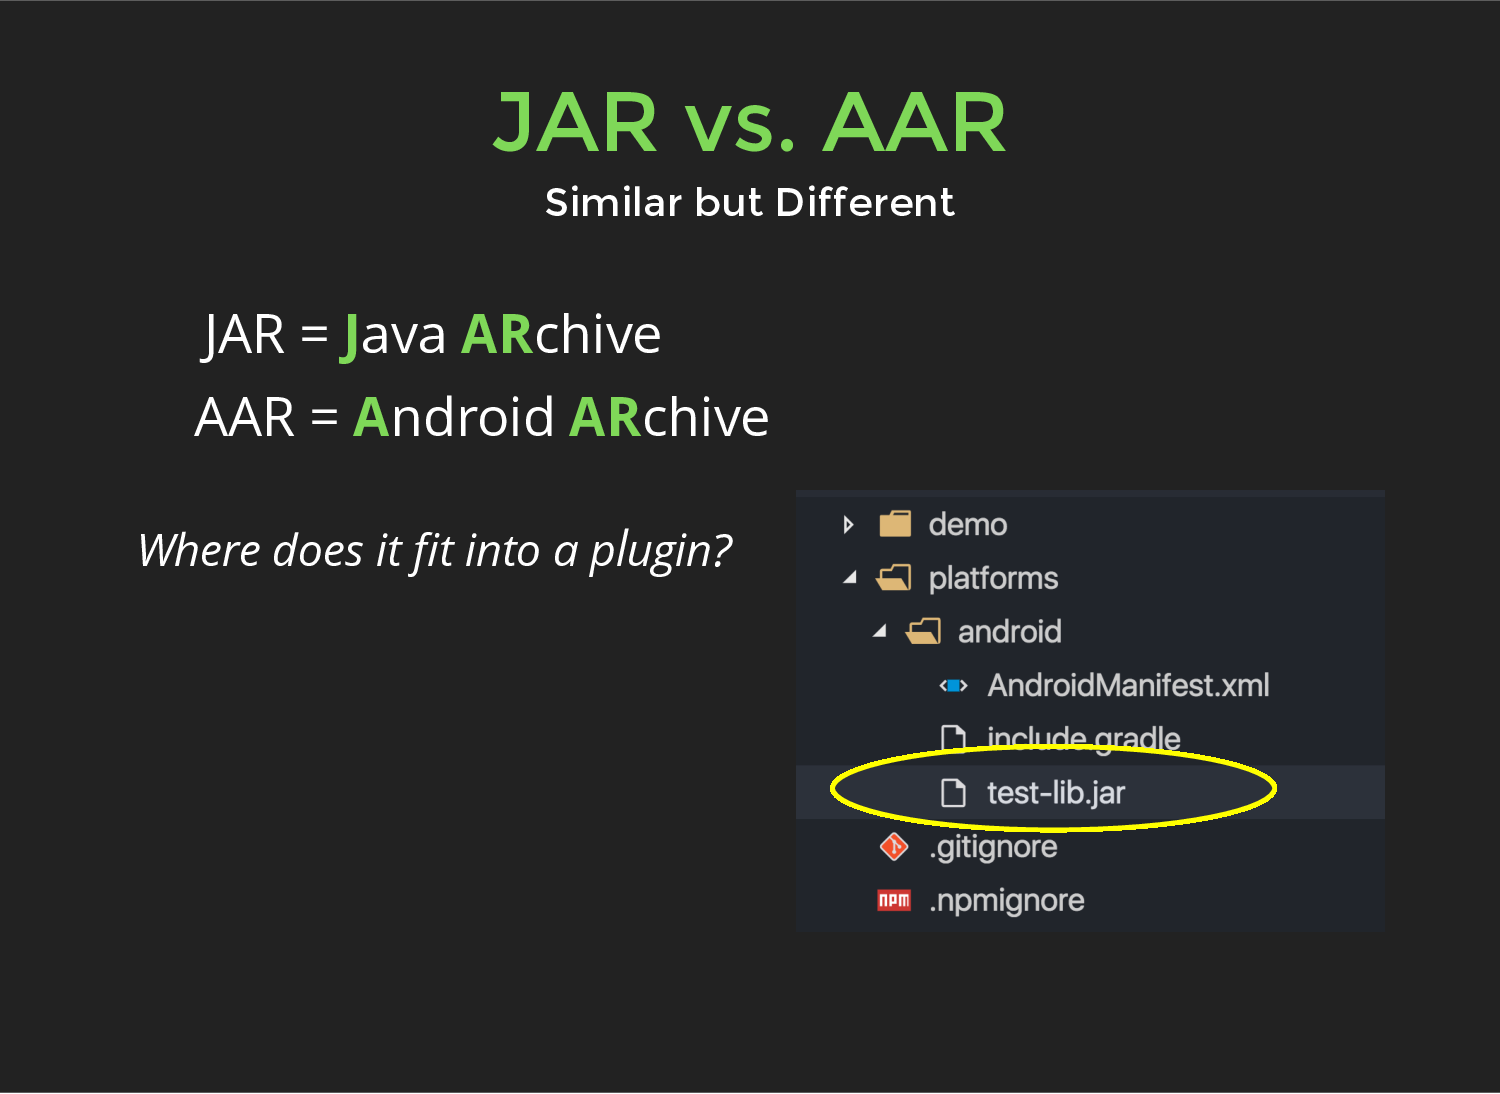 JAR vs. AAR
Similar but Different
JAR = Java ARchive
AAR = Android ARchive
Where does it fit into a plugin?
demo
platforms
android
AndroidManifest.xml
include.gradle
test-lib.jar
.gitignore
npm .npmignore